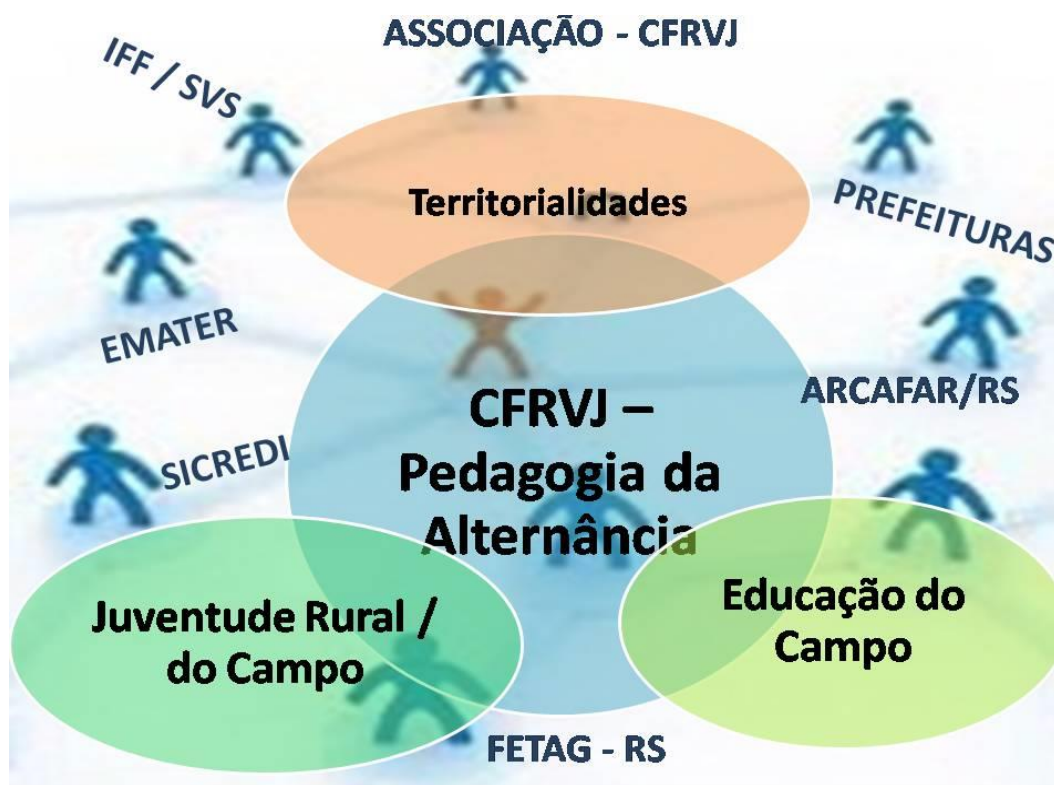 ASSOCIAÇÃO - CFRVJ
IFF / SVS
Territorialidades
PREFEITURAS
EMATER
ARCAFAR/RS
CFRVJ –
Pedagogia da
Alternância
SICREDI
Juventude Rural /
do Campo
Educação do
Campo
FETAG - RS